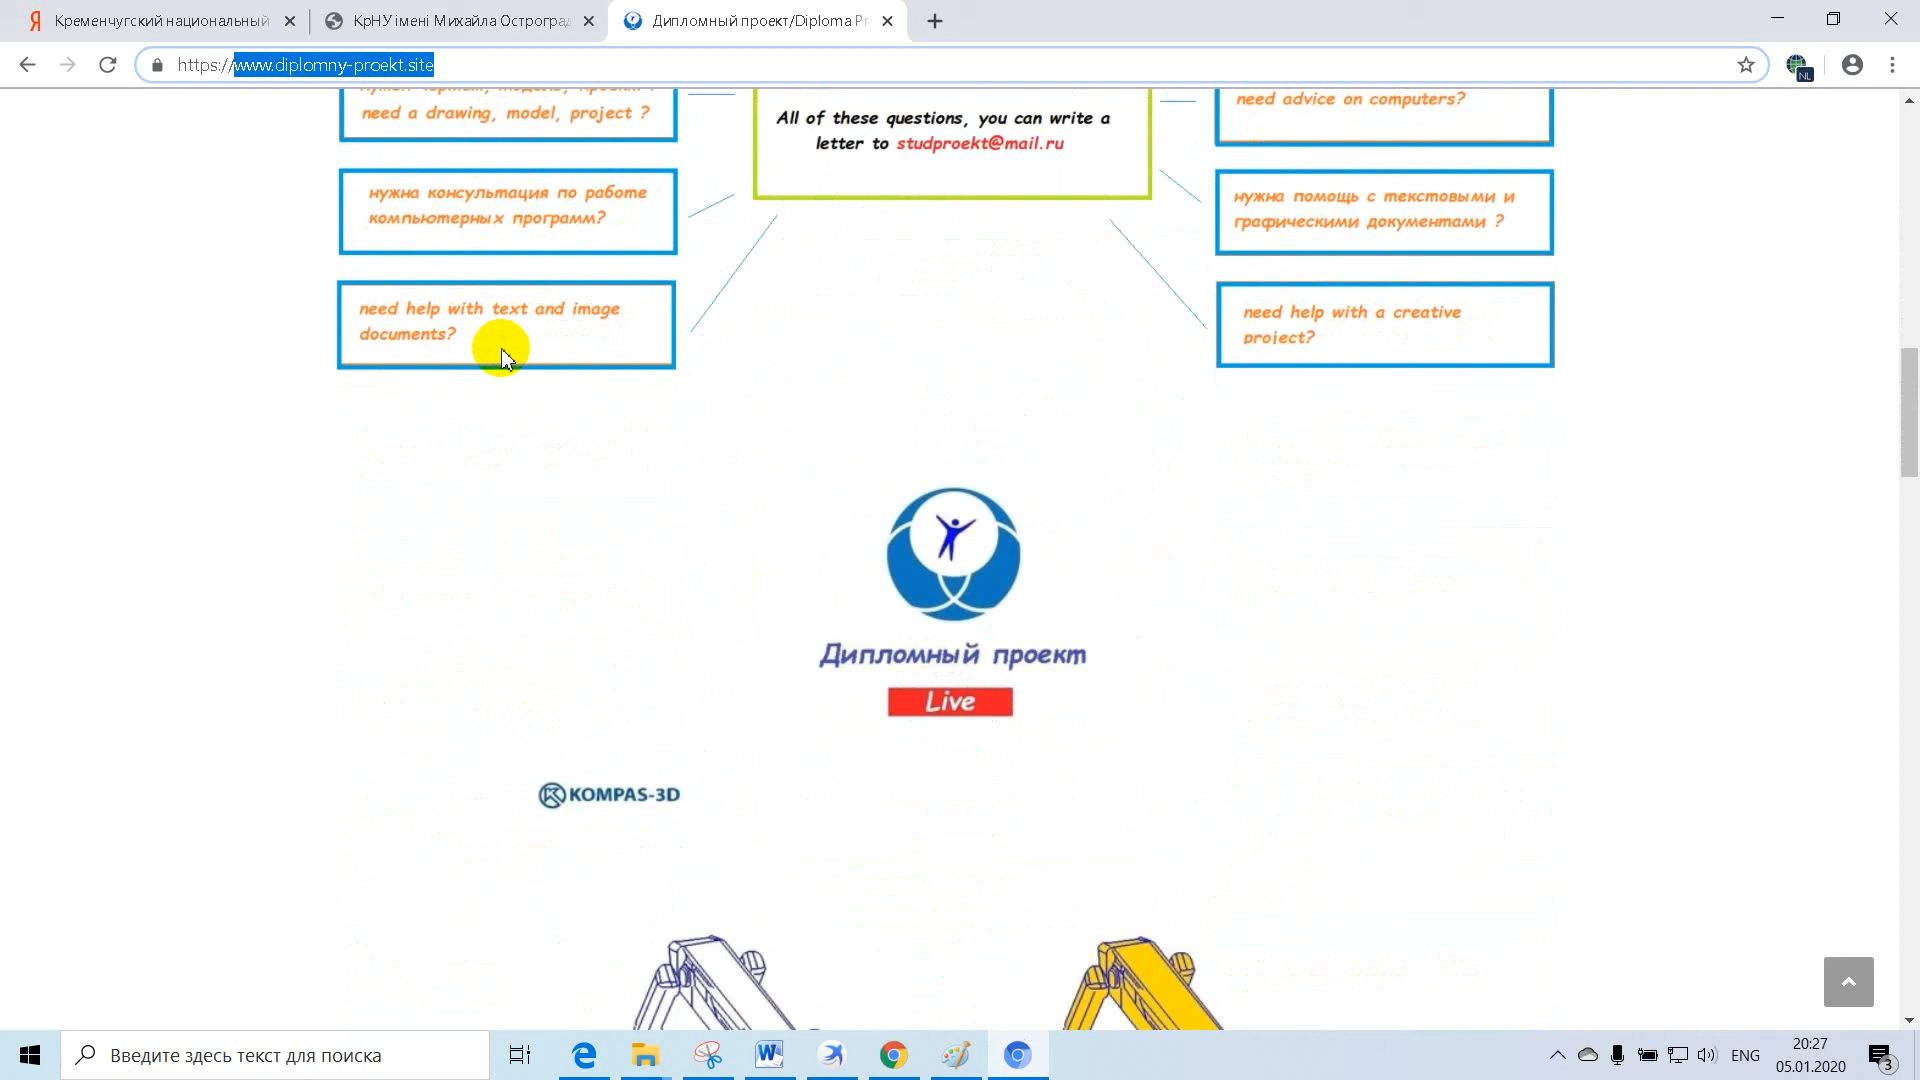 Кременчугский национальный
КрНУ імені Михайла Остроград
Дипломный проект/Diploma Pr
https://www.diplomny-proekt.site
NL
need a drawing, model, project ?
All of these questions, you can write a
letter to studproekt@mail.ru
need advice on computers?
нужна консультация по работе
компьютерных программ?
нужна помощь с текстовыми и
графическими документами ?
need help with text and image
documents?
need help with a creative
project?
Дипломный проект
Live
KOMPAS-3D
Введите здесь текст для поиска
ENG
20:27
05.01.2020
3